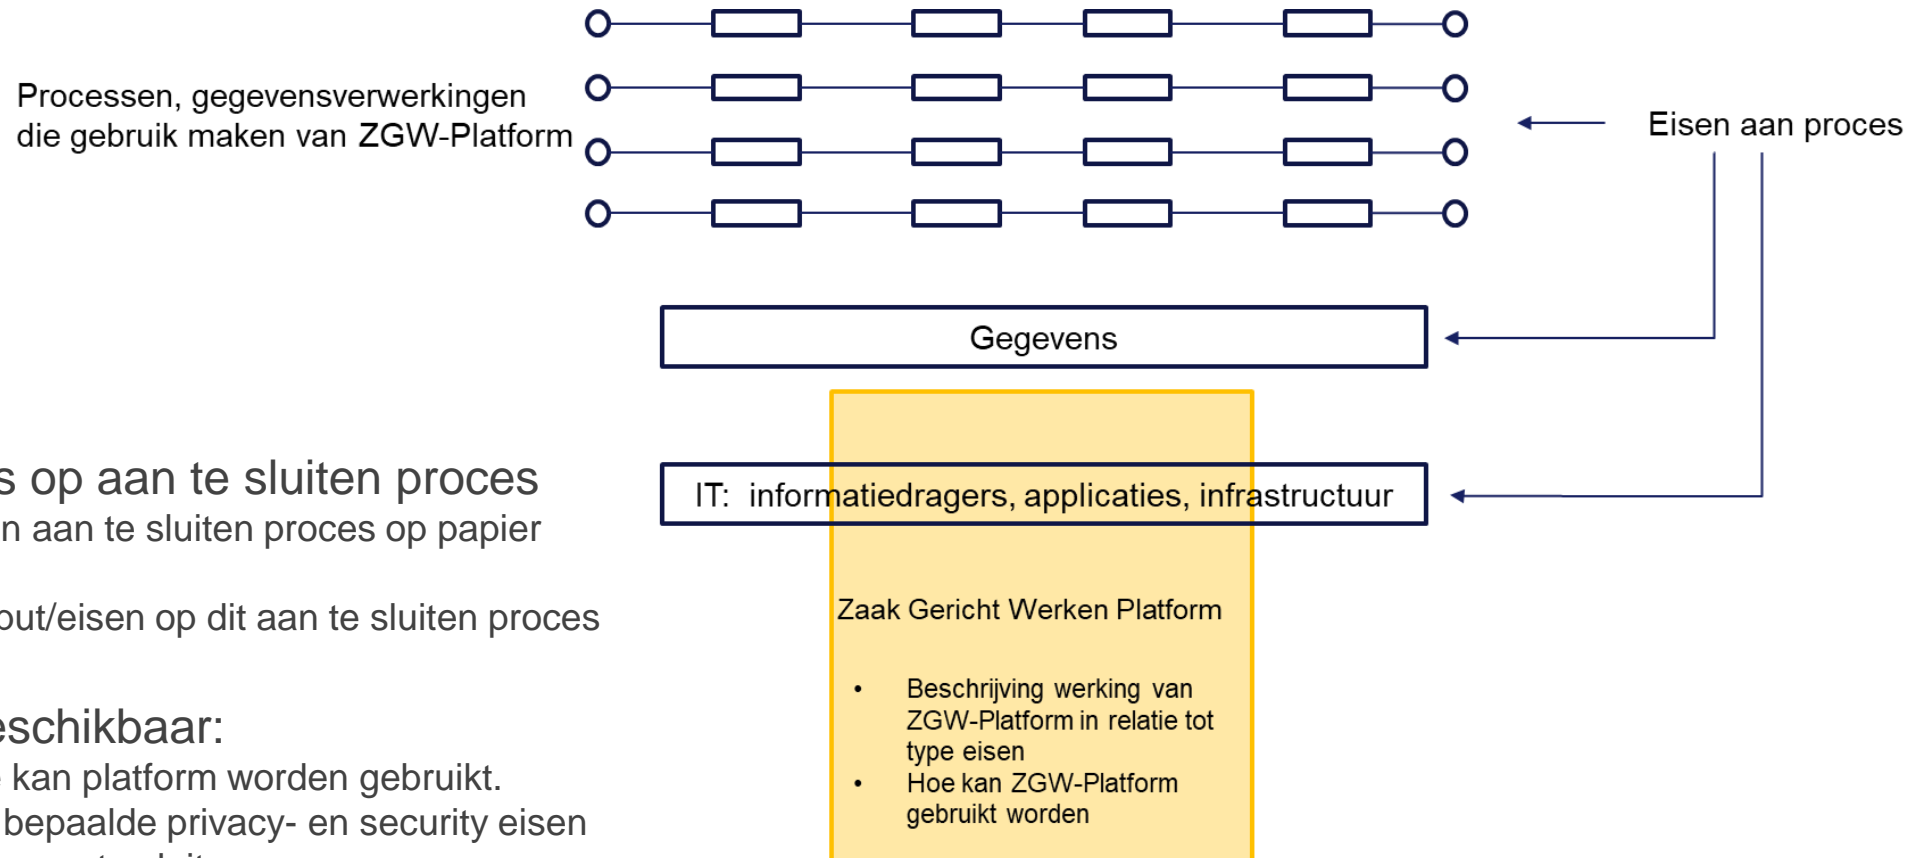 Processen, gegevensverwerkingen
die gebruik maken van ZGW-Platform
Eisen aan proces
Gegevens
IT: informatiedragers, applicaties, infrastructuur
Zaak Gericht Werken Platform
• Beschrijving werking van
ZGW-Platform in relatie tot
type eisen
• Hoe kan ZGW-Platform
gebruikt worden
s op aan te sluiten proces
n aan te sluiten proces op papier
out/eisen op dit aan te sluiten proces
eschikbaar:
e kan platform worden gebruikt.
bepaalde privacy- en security eisen